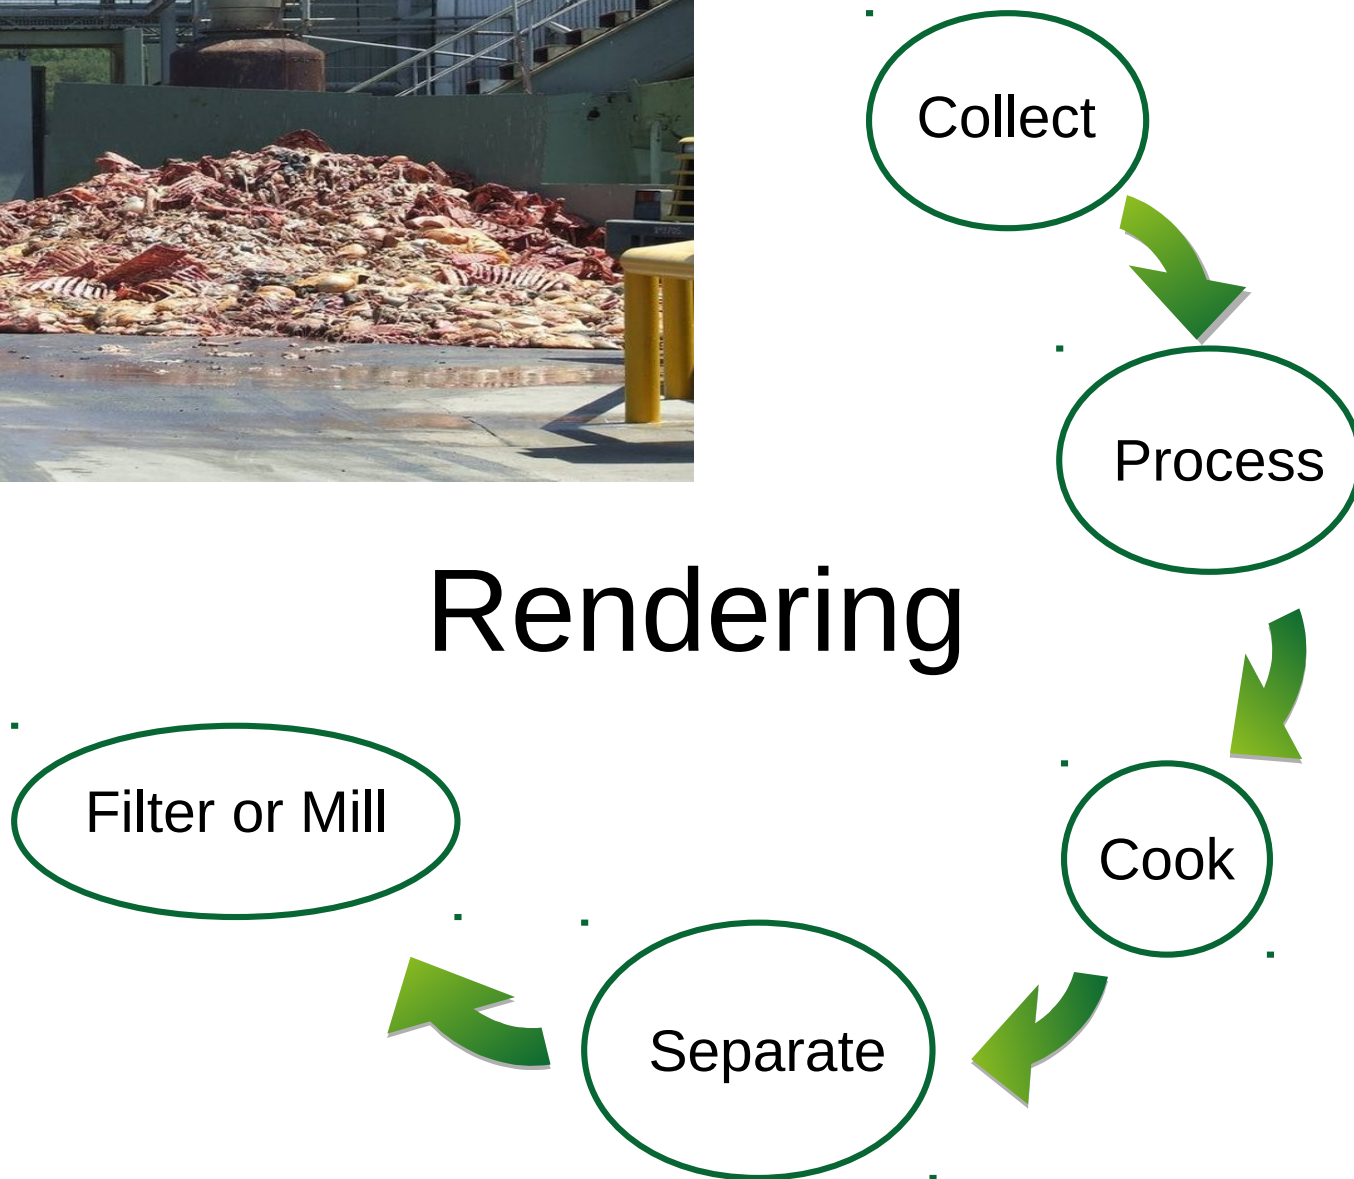 Collect
Process
Rendering
Filter or Mill
Cook
Separate